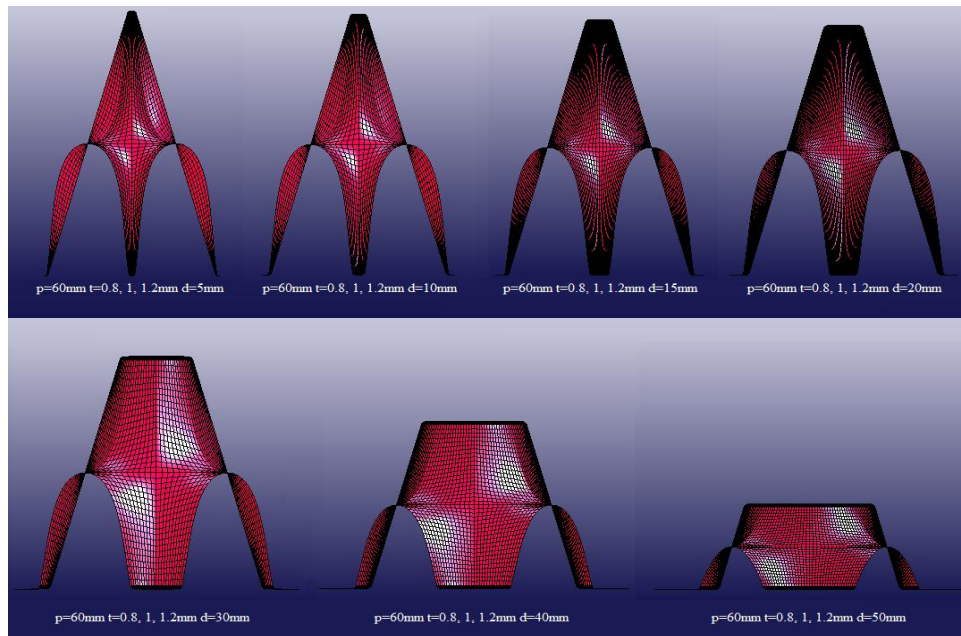 p=60mm t=0.8, 1, 1.2mm d=5mm
p=60mm t=0.8, 1, 1.2mm d=10mm
p=60mm t=0.8, 1, 1.2mm d=15mm
p=60mm t=0.8, 1, 1.2mm d=20mm
p=60mm t=0.8, 1, 1.2mm d=30mm
p=60mm t=0.8, 1, 1.2mm d=40mm
p=60mm t=0.8, 1, 1.2mm d=50mm